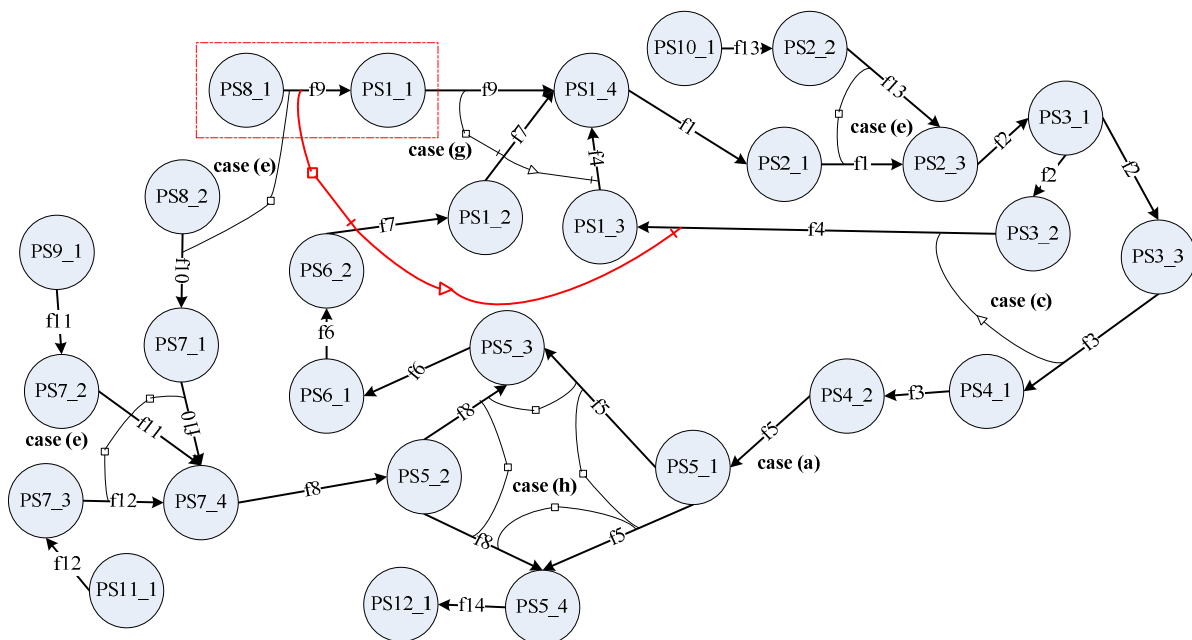 f1
PS10_1
f13
PS2_2
f13
PS8_1
f9
PS1_1
f9
PS1_4
f7
f4
f1
PS2_1
f1
case (e)
PS2_3
f2
PS3_1
f2
f2
case (g)
case (e)
PS8_2
PS1_2
PS1_3
f4
PS3_2
PS3_3
f7
PS6_2
PS9_1
f10
f11
case (c)
f3
f6
PS7_1
PS5_3
f6
PS6_1
PS7_2
f11
f10
case (e)
f8
f5
PS4_2
f3
PS4_1
f5
case (a)
PS5_1
PS5_2
case (h)
f8
PS7_3
f12
PS7_4
f8
f5
f12
PS11_1
PS12_1
f14
PS5_4